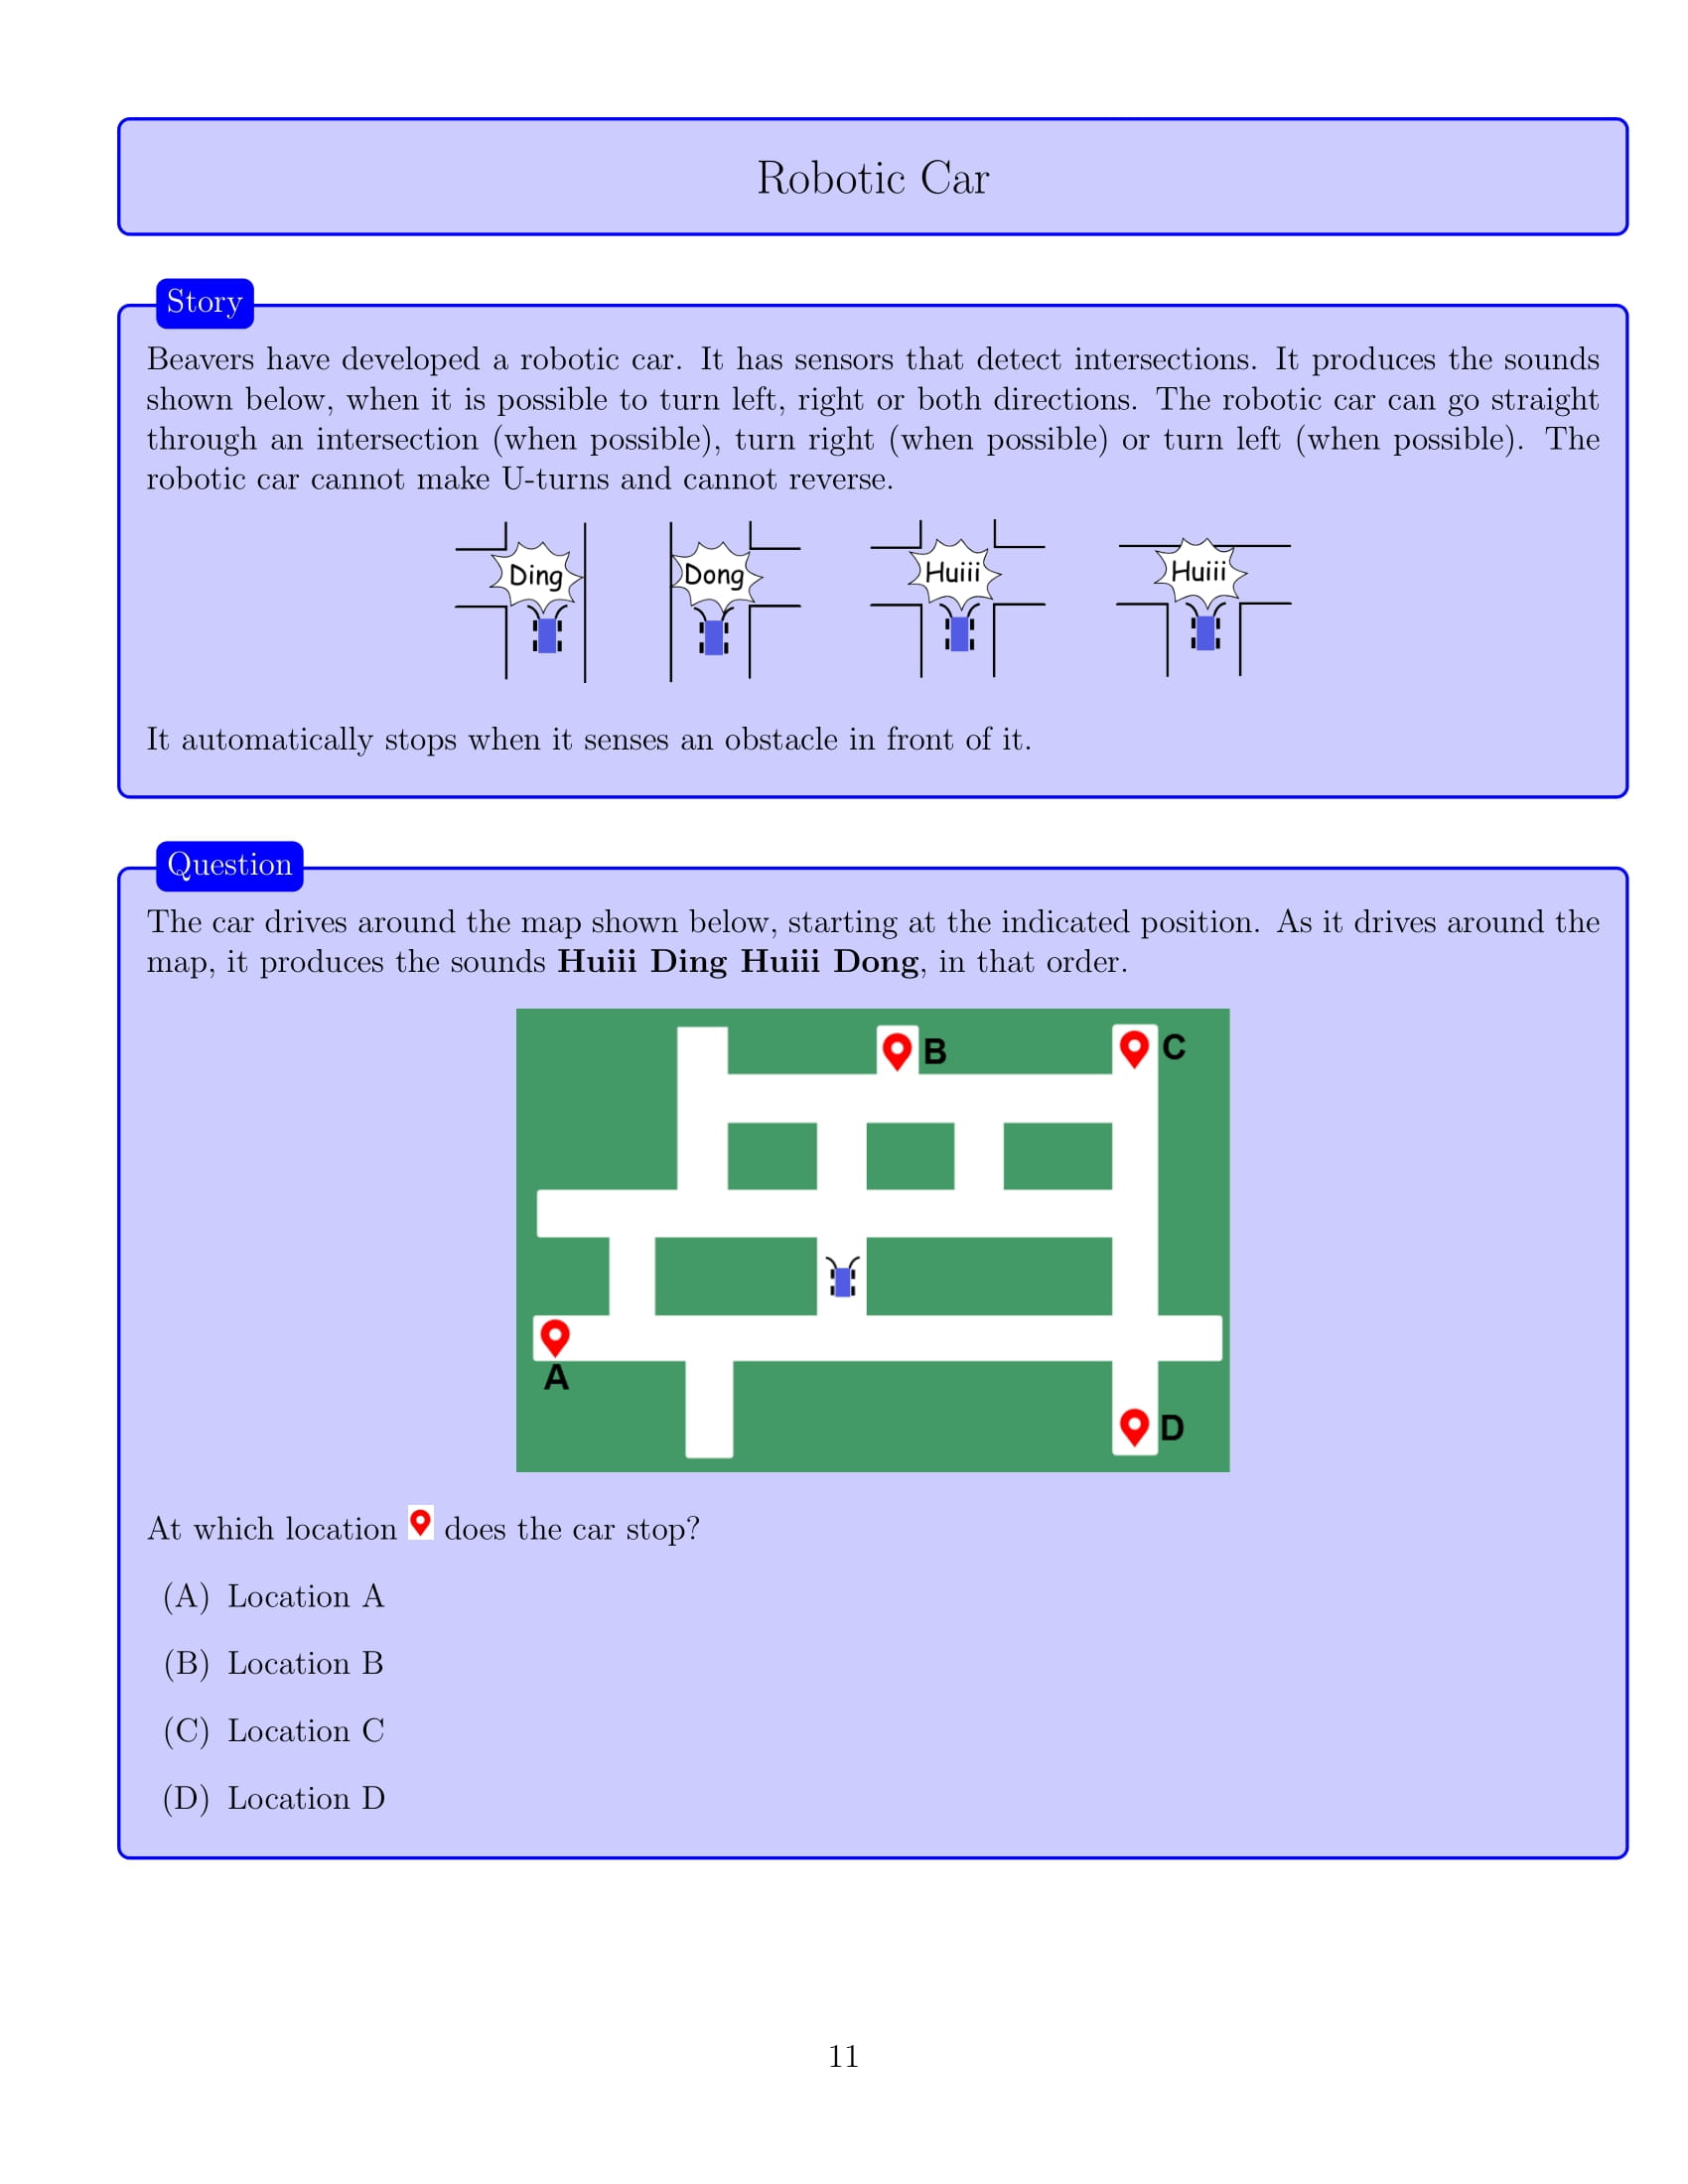 Robotic Car
Story
Beavers have developed a robotic car. It has sensors that detect intersections. It produces the sounds
shown below, when it is possible to turn left, right or both directions. The robotic car can go straight
through an intersection (when possible), turn right (when possible) or turn left (when possible). The
robotic car cannot make U-turns and cannot reverse.
Ding Dong Huiii Huiii
It automatically stops when it senses an obstacle in front of it.
Question
The car drives around the map shown below, starting at the indicated position. As it drives around the
map, it produces the sounds Huiii Ding Huiii Dong, in that order.
B C
A
D
At which location does the car stop?
(A) Location A
(B) Location B
(C) Location C
(D) Location D
11